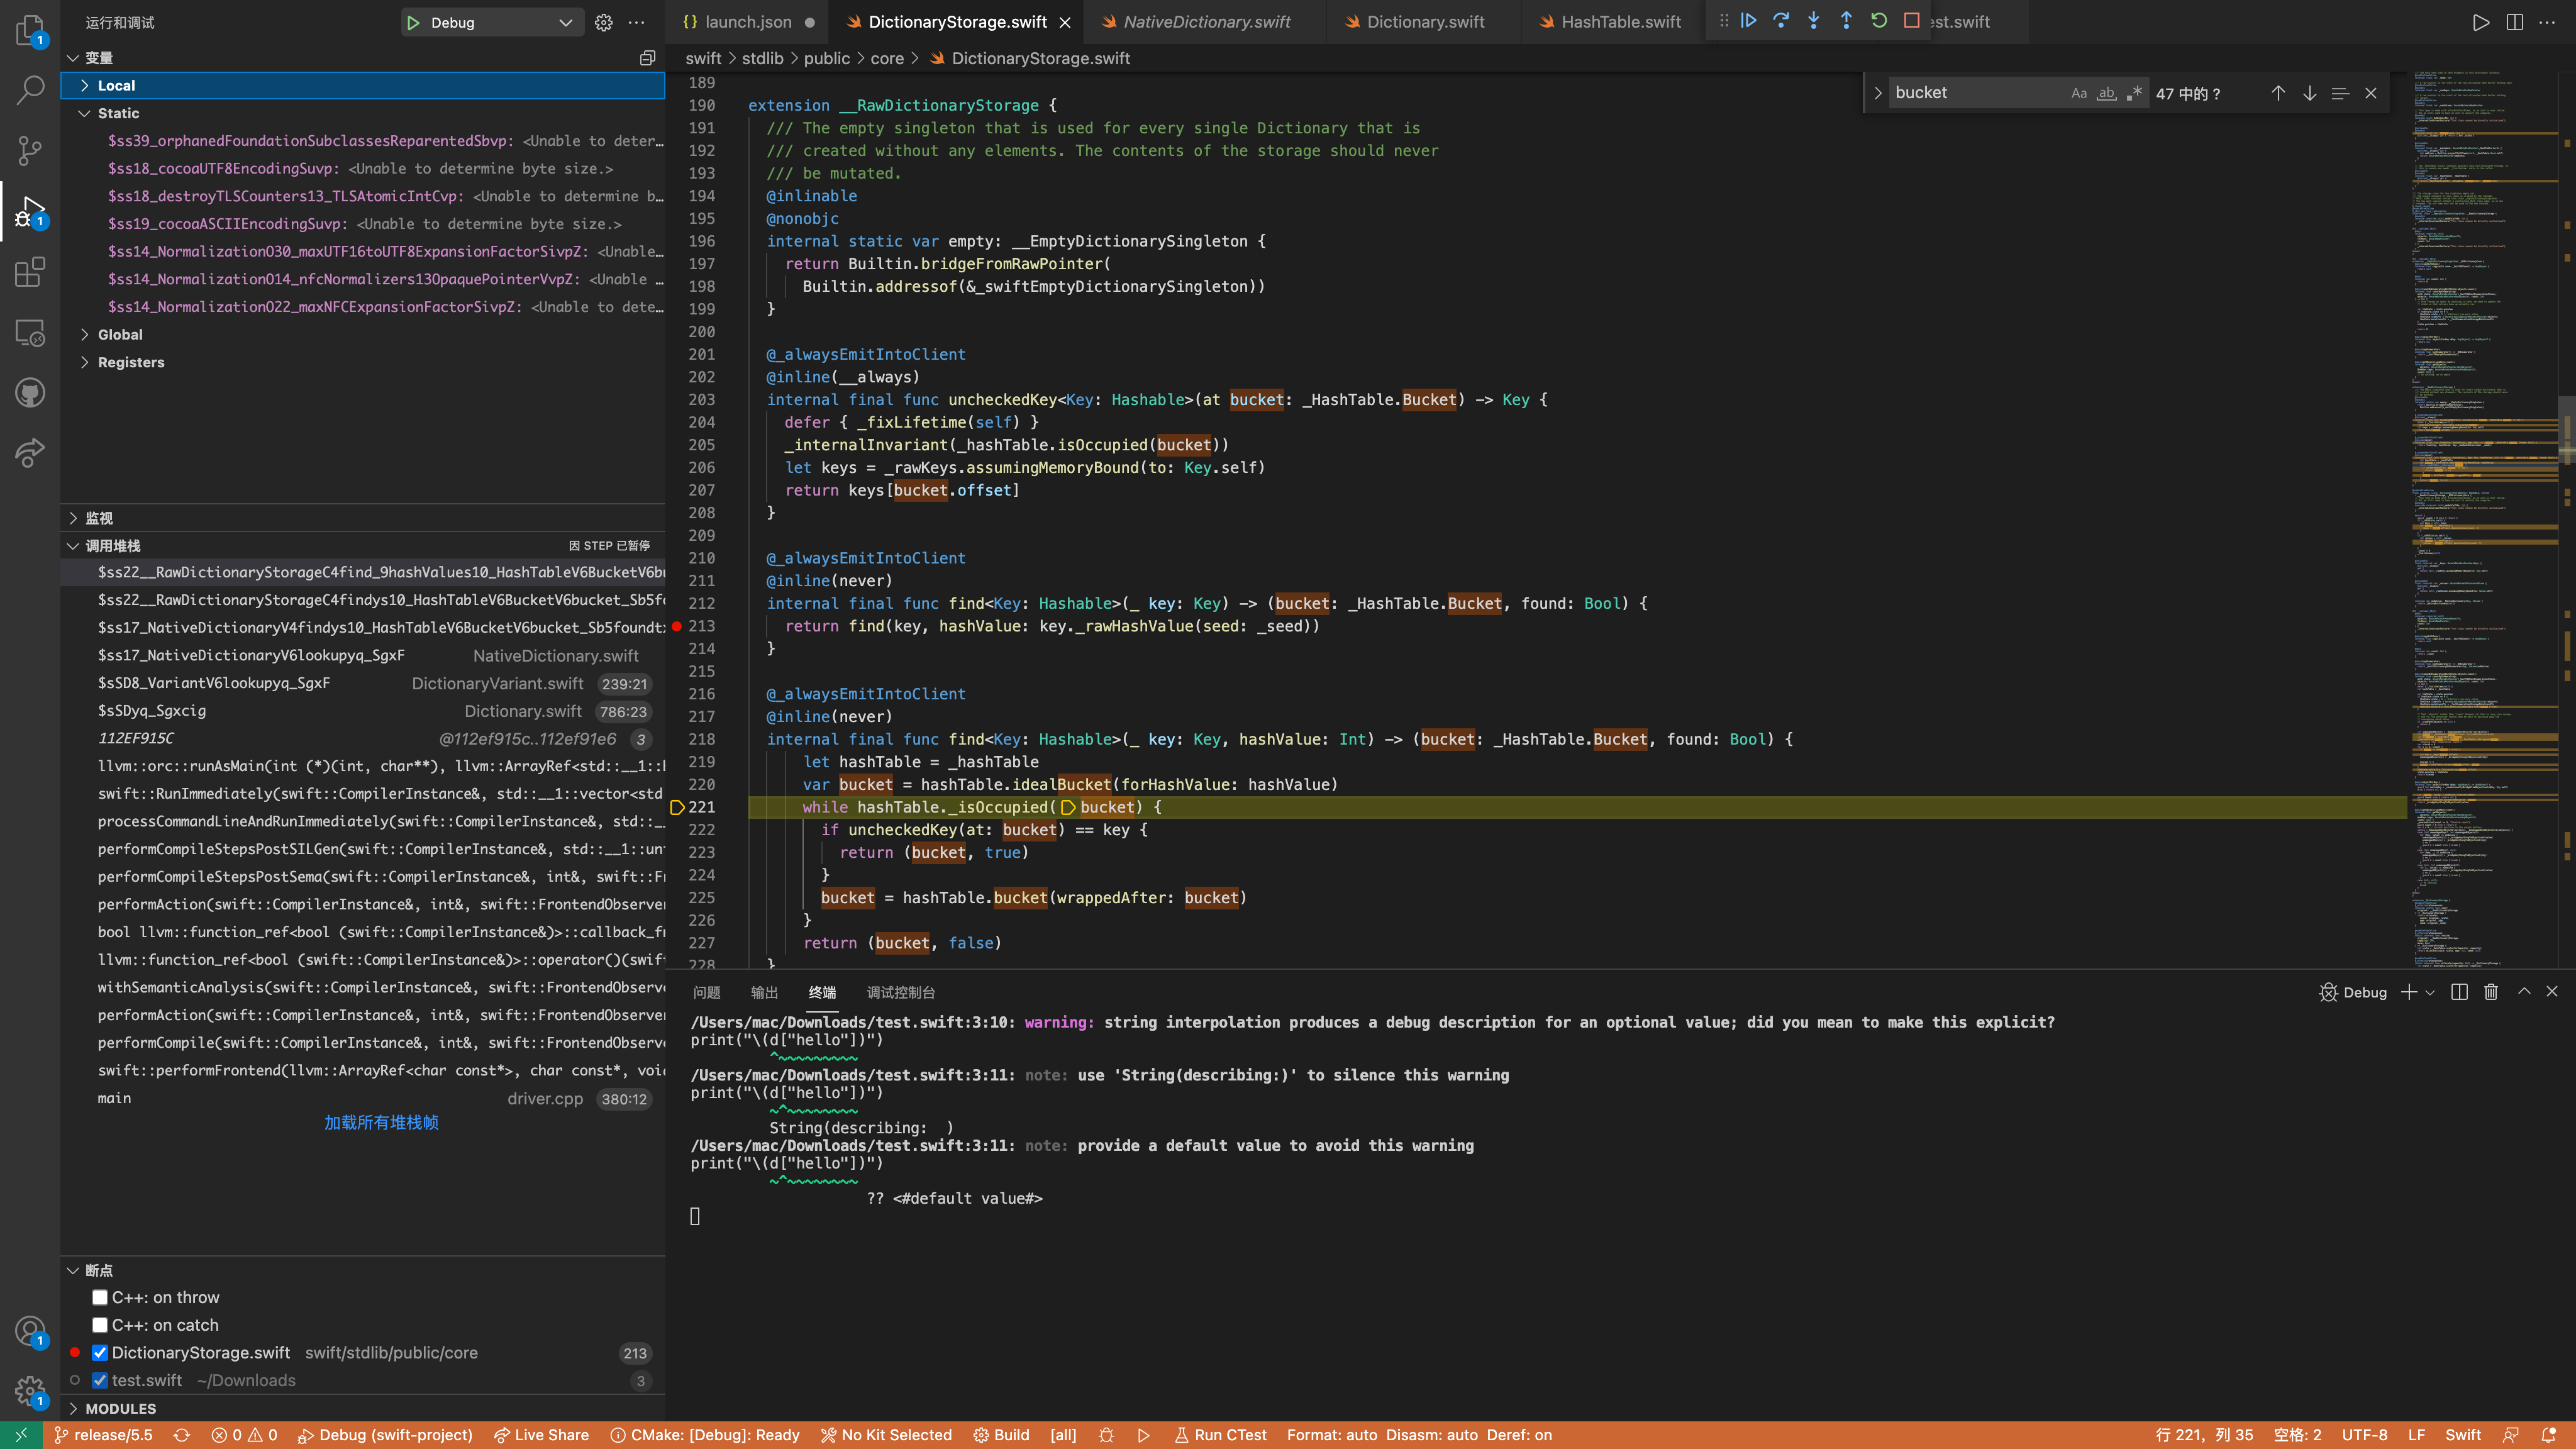 运行和调试
Debug
变量
Local
Static
$ss39_orphanedFoundationSubclassesReparentedSbvp: <Unable to deter…
$ss18_cocoaUTF8EncodingSuvp: <Unable to determine byte size.>
$ss18_destroyTLSCounters13_TLSAtomicIntCvp: <Unable to determine b…
$ss19_cocoaASCIIEncodingSuvp: <Unable to determine byte size.>
$ss14_NormalizationO30_maxUTF16toUTF8ExpansionFactorSivpZ: <Unable…
$ss14_NormalizationO14_nfcNormalizers13OpaquePointerVvpZ: <Unable …
$ss14_NormalizationO22_maxNFCExpansionFactorSivpZ: <Unable to dete…
Global
Registers
监视
调用堆栈 因 STEP 已暂停
$ss22__RawDictionaryStorageC4find_9hashValues10_HashTableV6BucketV6bu
$ss22__RawDictionaryStorageC4findys10_HashTableV6BucketV6bucket_Sb5fo
$ss17_NativeDictionaryV4findys10_HashTableV6BucketV6bucket_Sb5foundtx
$ss17_NativeDictionaryV6lookupyq_SgxF NativeDictionary.swift
$sSD8_VariantV6lookupyq_SgxF DictionaryVariant.swift 239:21
$sSDyq_Sgxcig Dictionary.swift 786:23
112EF915C @112ef915c..112ef91e6 3
llvm::orc::runAsMain(int (*)(int, char**), llvm::ArrayRef<std::__1::b
swift::RunImmediately(swift::CompilerInstance&, std::__1::vector<std
processCommandLineAndRunImmediately(swift::CompilerInstance&, std::__
performCompileStepsPostSILGen(swift::CompilerInstance&, std::__1::un
performCompileStepsPostSema(swift::CompilerInstance&, int&, swift::Fr
performAction(swift::CompilerInstance&, int&, swift::FrontendObserver
bool llvm::function_ref<bool (swift::CompilerInstance&)>::callback_fr
llvm::function_ref<bool (swift::CompilerInstance&)>::operator()(swift
withSemanticAnalysis(swift::CompilerInstance&, swift::FrontendObserve
performAction(swift::CompilerInstance&, int&, swift::FrontendObserver
performCompile(swift::CompilerInstance&, int&, swift::FrontendObserve
swift::performFrontend(llvm::ArrayRef<char const*>, char const*, void
main driver.cpp 380:12
加载所有堆栈帧
断点
C++: on throw
C++: on catch
DictionaryStorage.swift swift/stdlib/public/core 213
test.swift ~/Downloads 3
MODULES
{} launch.json DictionaryStorage.swift NativeDictionary.swift Dictionary.swift HashTable.swift est.swift
swift > stdlib > public > core > DictionaryStorage.swift
bucket Aa ab 47 中的 ?
189
190 extension __RawDictionaryStorage {
191 /// The empty singleton that is used for every single Dictionary that is
192 /// created without any elements. The contents of the storage should never
193 /// be mutated.
194 @inlinable
195 @nonobjc
196 internal static var empty: __EmptyDictionarySingleton {
197 return Builtin.bridgeFromRawPointer(
198 Builtin.addressof(&_swiftEmptyDictionarySingleton))
199 }
200
201 @_alwaysEmitIntoClient
202 @inline(__always)
203 internal final func uncheckedKey<Key: Hashable>(at bucket: _HashTable.Bucket) -> Key {
204 defer { _fixLifetime(self) }
205 _internalInvariant(_hashTable.isOccupied(bucket))
206 let keys = _rawKeys.assumingMemoryBound(to: Key.self)
207 return keys[bucket.offset]
208 }
209
210 @_alwaysEmitIntoClient
211 @inline(never)
212 internal final func find<Key: Hashable>(_ key: Key) -> (bucket: _HashTable.Bucket, found: Bool) {
213 return find(key, hashValue: key._rawHashValue(seed: _seed))
214 }
215
216 @_alwaysEmitIntoClient
217 @inline(never)
218 internal final func find<Key: Hashable>(_ key: Key, hashValue: Int) -> (bucket: _HashTable.Bucket, found: Bool) {
219 let hashTable = _hashTable
220 var bucket = hashTable.idealBucket(forHashValue: hashValue)
221 while hashTable._isOccupied(bucket) {
222 if uncheckedKey(at: bucket) == key {
223 return (bucket, true)
224 }
225 bucket = hashTable.bucket(wrappedAfter: bucket)
226 }
227 return (bucket, false)
228 }
问题 输出 终端 调试控制台 Debug
/Users/mac/Downloads/test.swift:3:10: warning: string interpolation produces a debug description for an optional value; did you mean to make this explicit?
print("\(d["hello"])")
^~~~~~~~~~
/Users/mac/Downloads/test.swift:3:11: note: use 'String(describing:)' to silence this warning
print("\(d["hello"])")
~^~~~~~~~~
String(describing:  )
/Users/mac/Downloads/test.swift:3:11: note: provide a default value to avoid this warning
print("\(d["hello"])")
~^~~~~~~~~
?? <#default value#>
release/5.5 0 0 Debug (swift-project) Live Share CMake: [Debug]: Ready No Kit Selected Build [all] Run CTest Format: auto Disasm: auto Deref: on 行 221，列 35 空格: 2 UTF-8 LF Swift